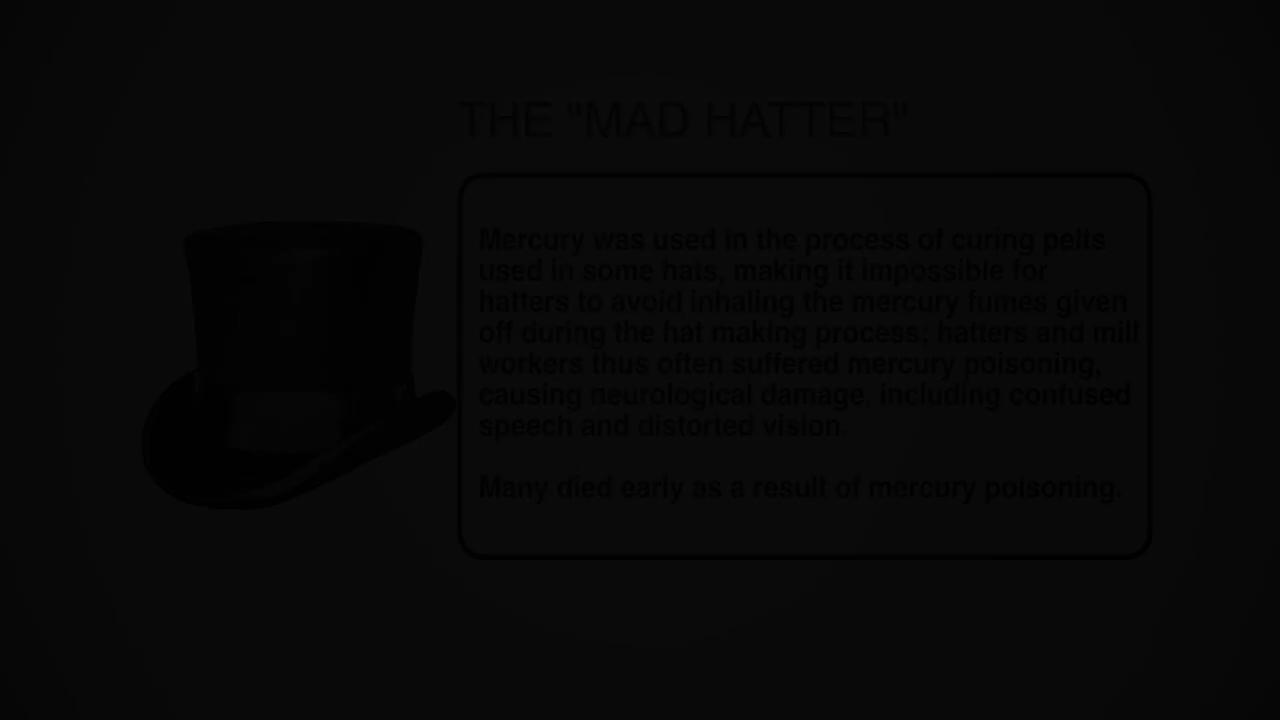 THE "MAD HATTER"
Mercury was used in the process of curing pelts
used in some hats, making it impossible for
hatters to avoid inhaling the mercury fumes given
off during the hat making process; hatters and mill
workers thus often suffered mercury poisoning,
causing neurological damage, including confused
speech and distorted vision.
Many died early as a result of mercury poisoning.